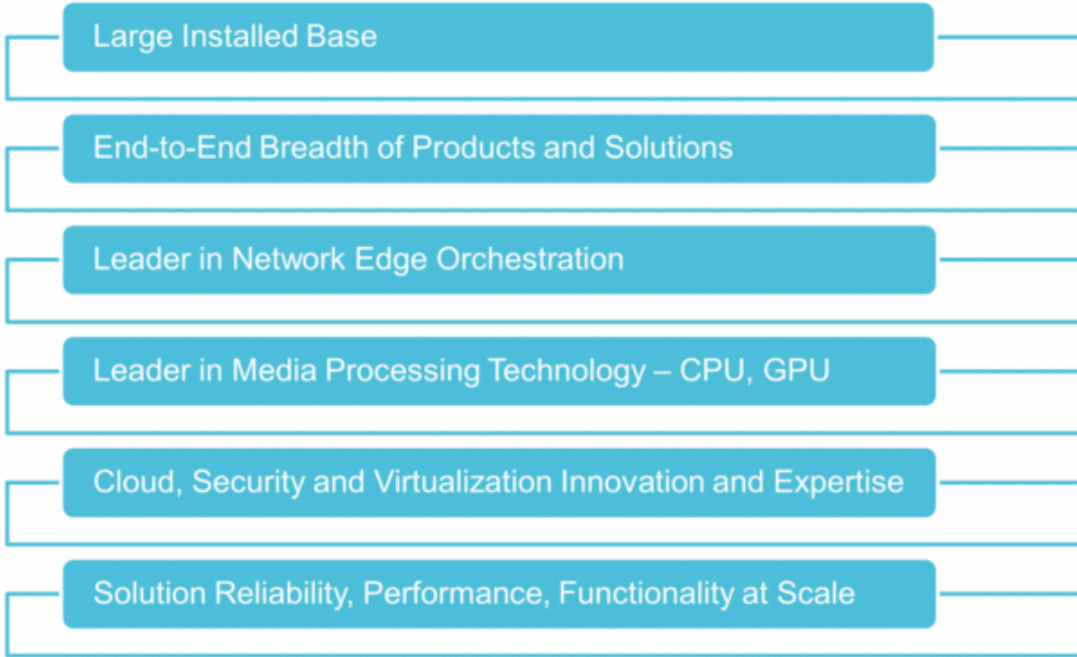 Large Installed Base
End-to-End Breadth of Products and Solutions
Leader in Network Edge Orchestration
Leader in Media Processing Technology – CPU, GPU
Cloud, Security and Virtualization Innovation and Expertise
Solution Reliability, Performance, Functionality at Scale